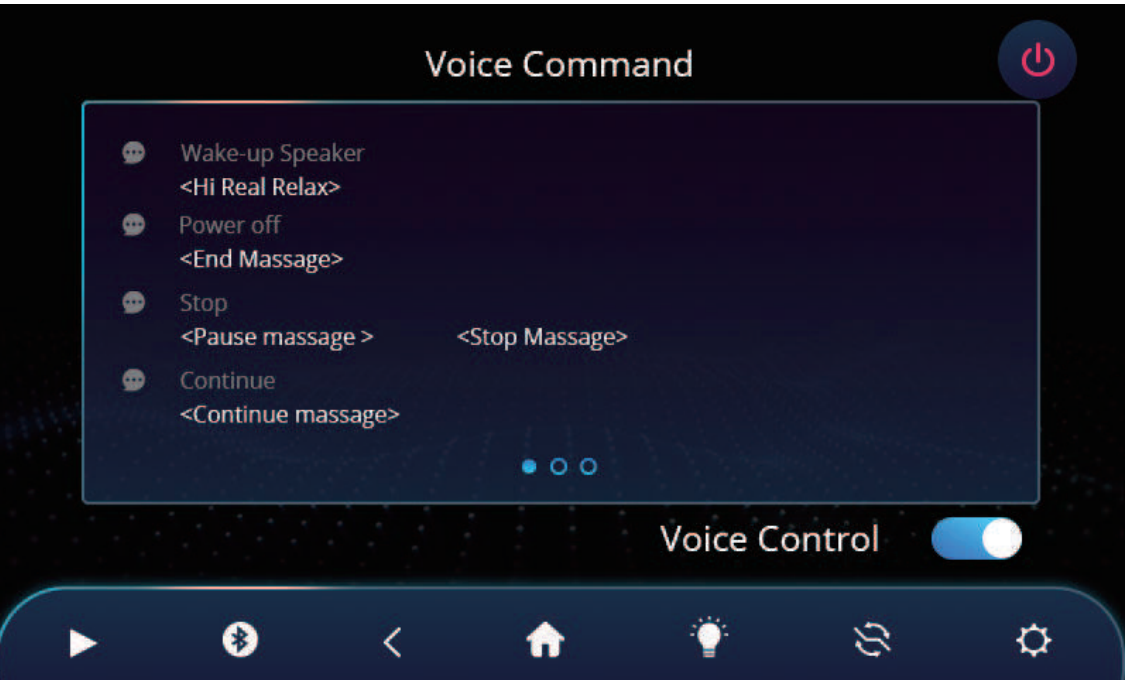 Voice Command
Wake-up Speaker
<Hi Real Relax>
Power off
<End Massage>
Stop
<Pause massage > <Stop Massage>
Continue
<Continue massage>
Voice Control